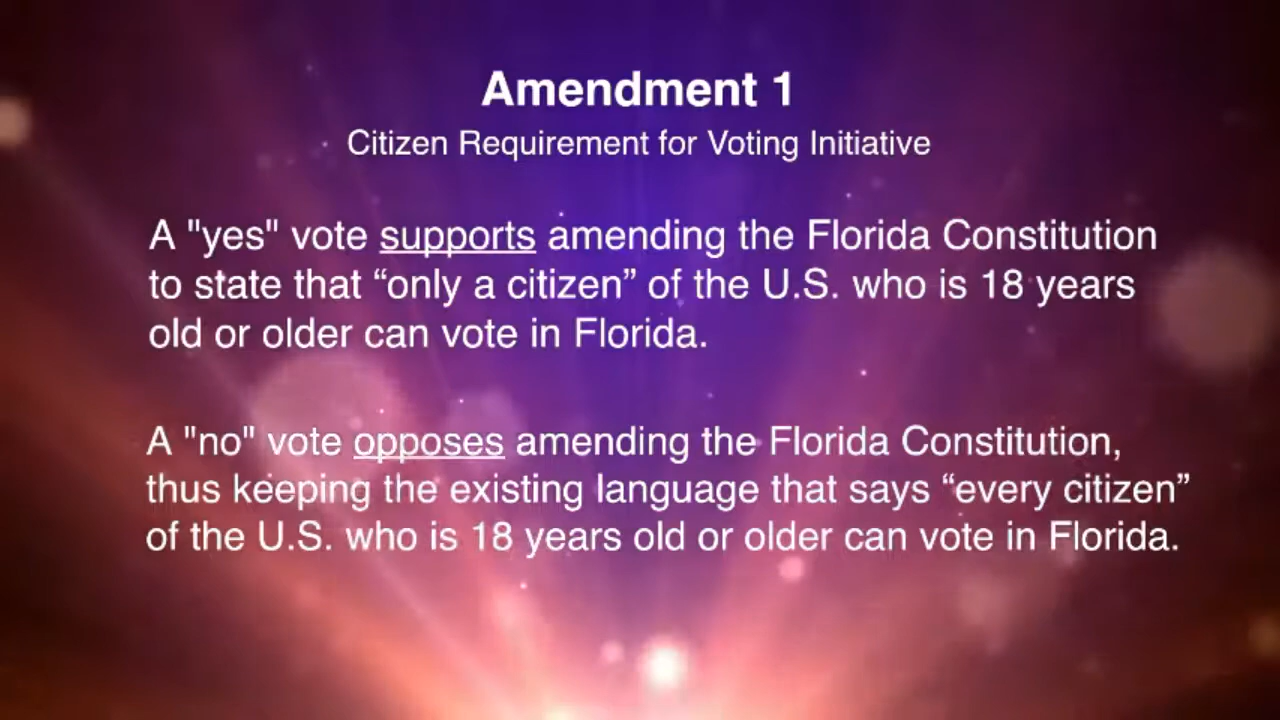 Amendment 1
Citizen Requirement for Voting Initiative
A "yes" vote supports amending the Florida Constitution
to state that “only a citizen” of the U.S. who is 18 years
old or older can vote in Florida.
A "no" vote opposes amending the Florida Constitution,
thus keeping the existing language that says “every citizen”
of the U.S. who is 18 years old or older can vote in Florida.